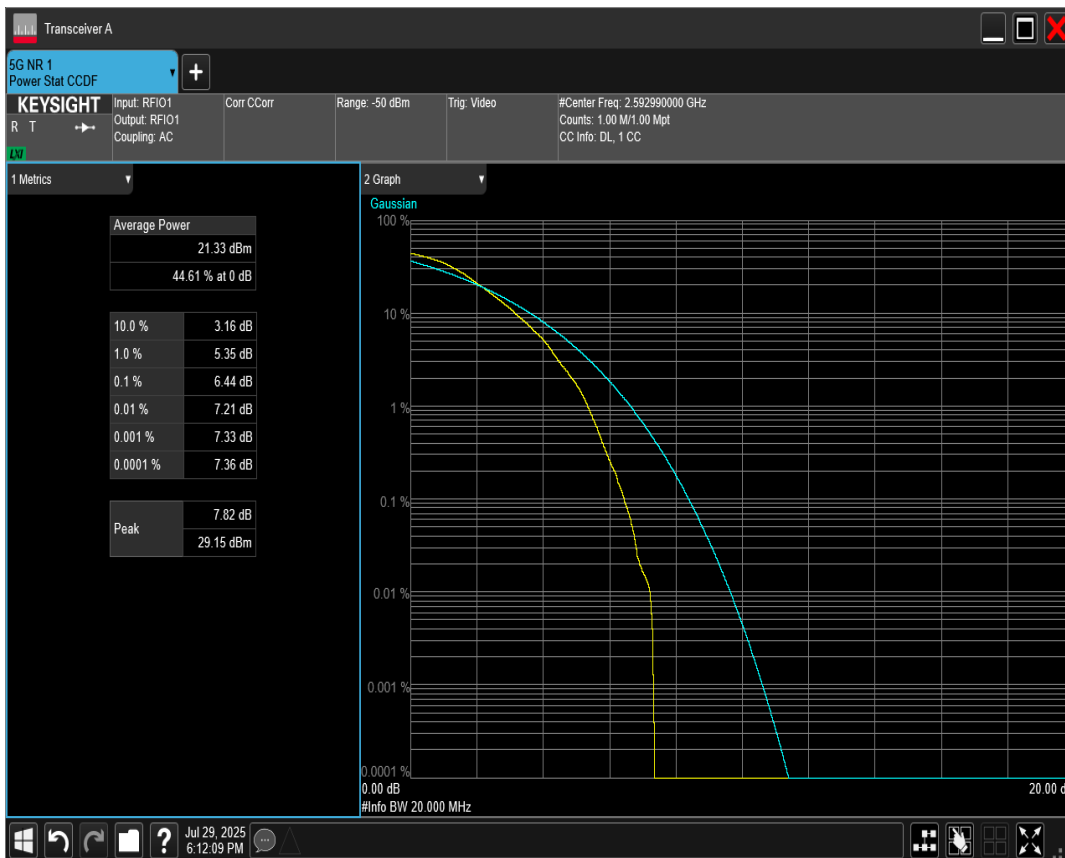 Transceiver A
5G NR 1
Power Stat CCDF
KEYSIGHT
R T
LXI
Input: RFIO1
Output: RFIO1
Coupling: AC
Corr CCorr
Range: -50 dBm
Trig: Video
#Center Freq: 2.592990000 GHz
Counts: 1.00 M/1.00 Mpt
CC Info: DL, 1 CC
1 Metrics
Average Power
21.33 dBm
44.61 % at 0 dB
10.0 % 3.16 dB
1.0 % 5.35 dB
0.1 % 6.44 dB
0.01 % 7.21 dB
0.001 % 7.33 dB
0.0001 % 7.36 dB
Peak
7.82 dB
29.15 dBm
2 Graph
Gaussian
100 %
10 %
1 %
0.1 %
0.01 %
0.001 %
0.0001 %
0.00 dB
20.00 d
#Info BW 20.000 MHz
Jul 29, 2025
6:12:09 PM